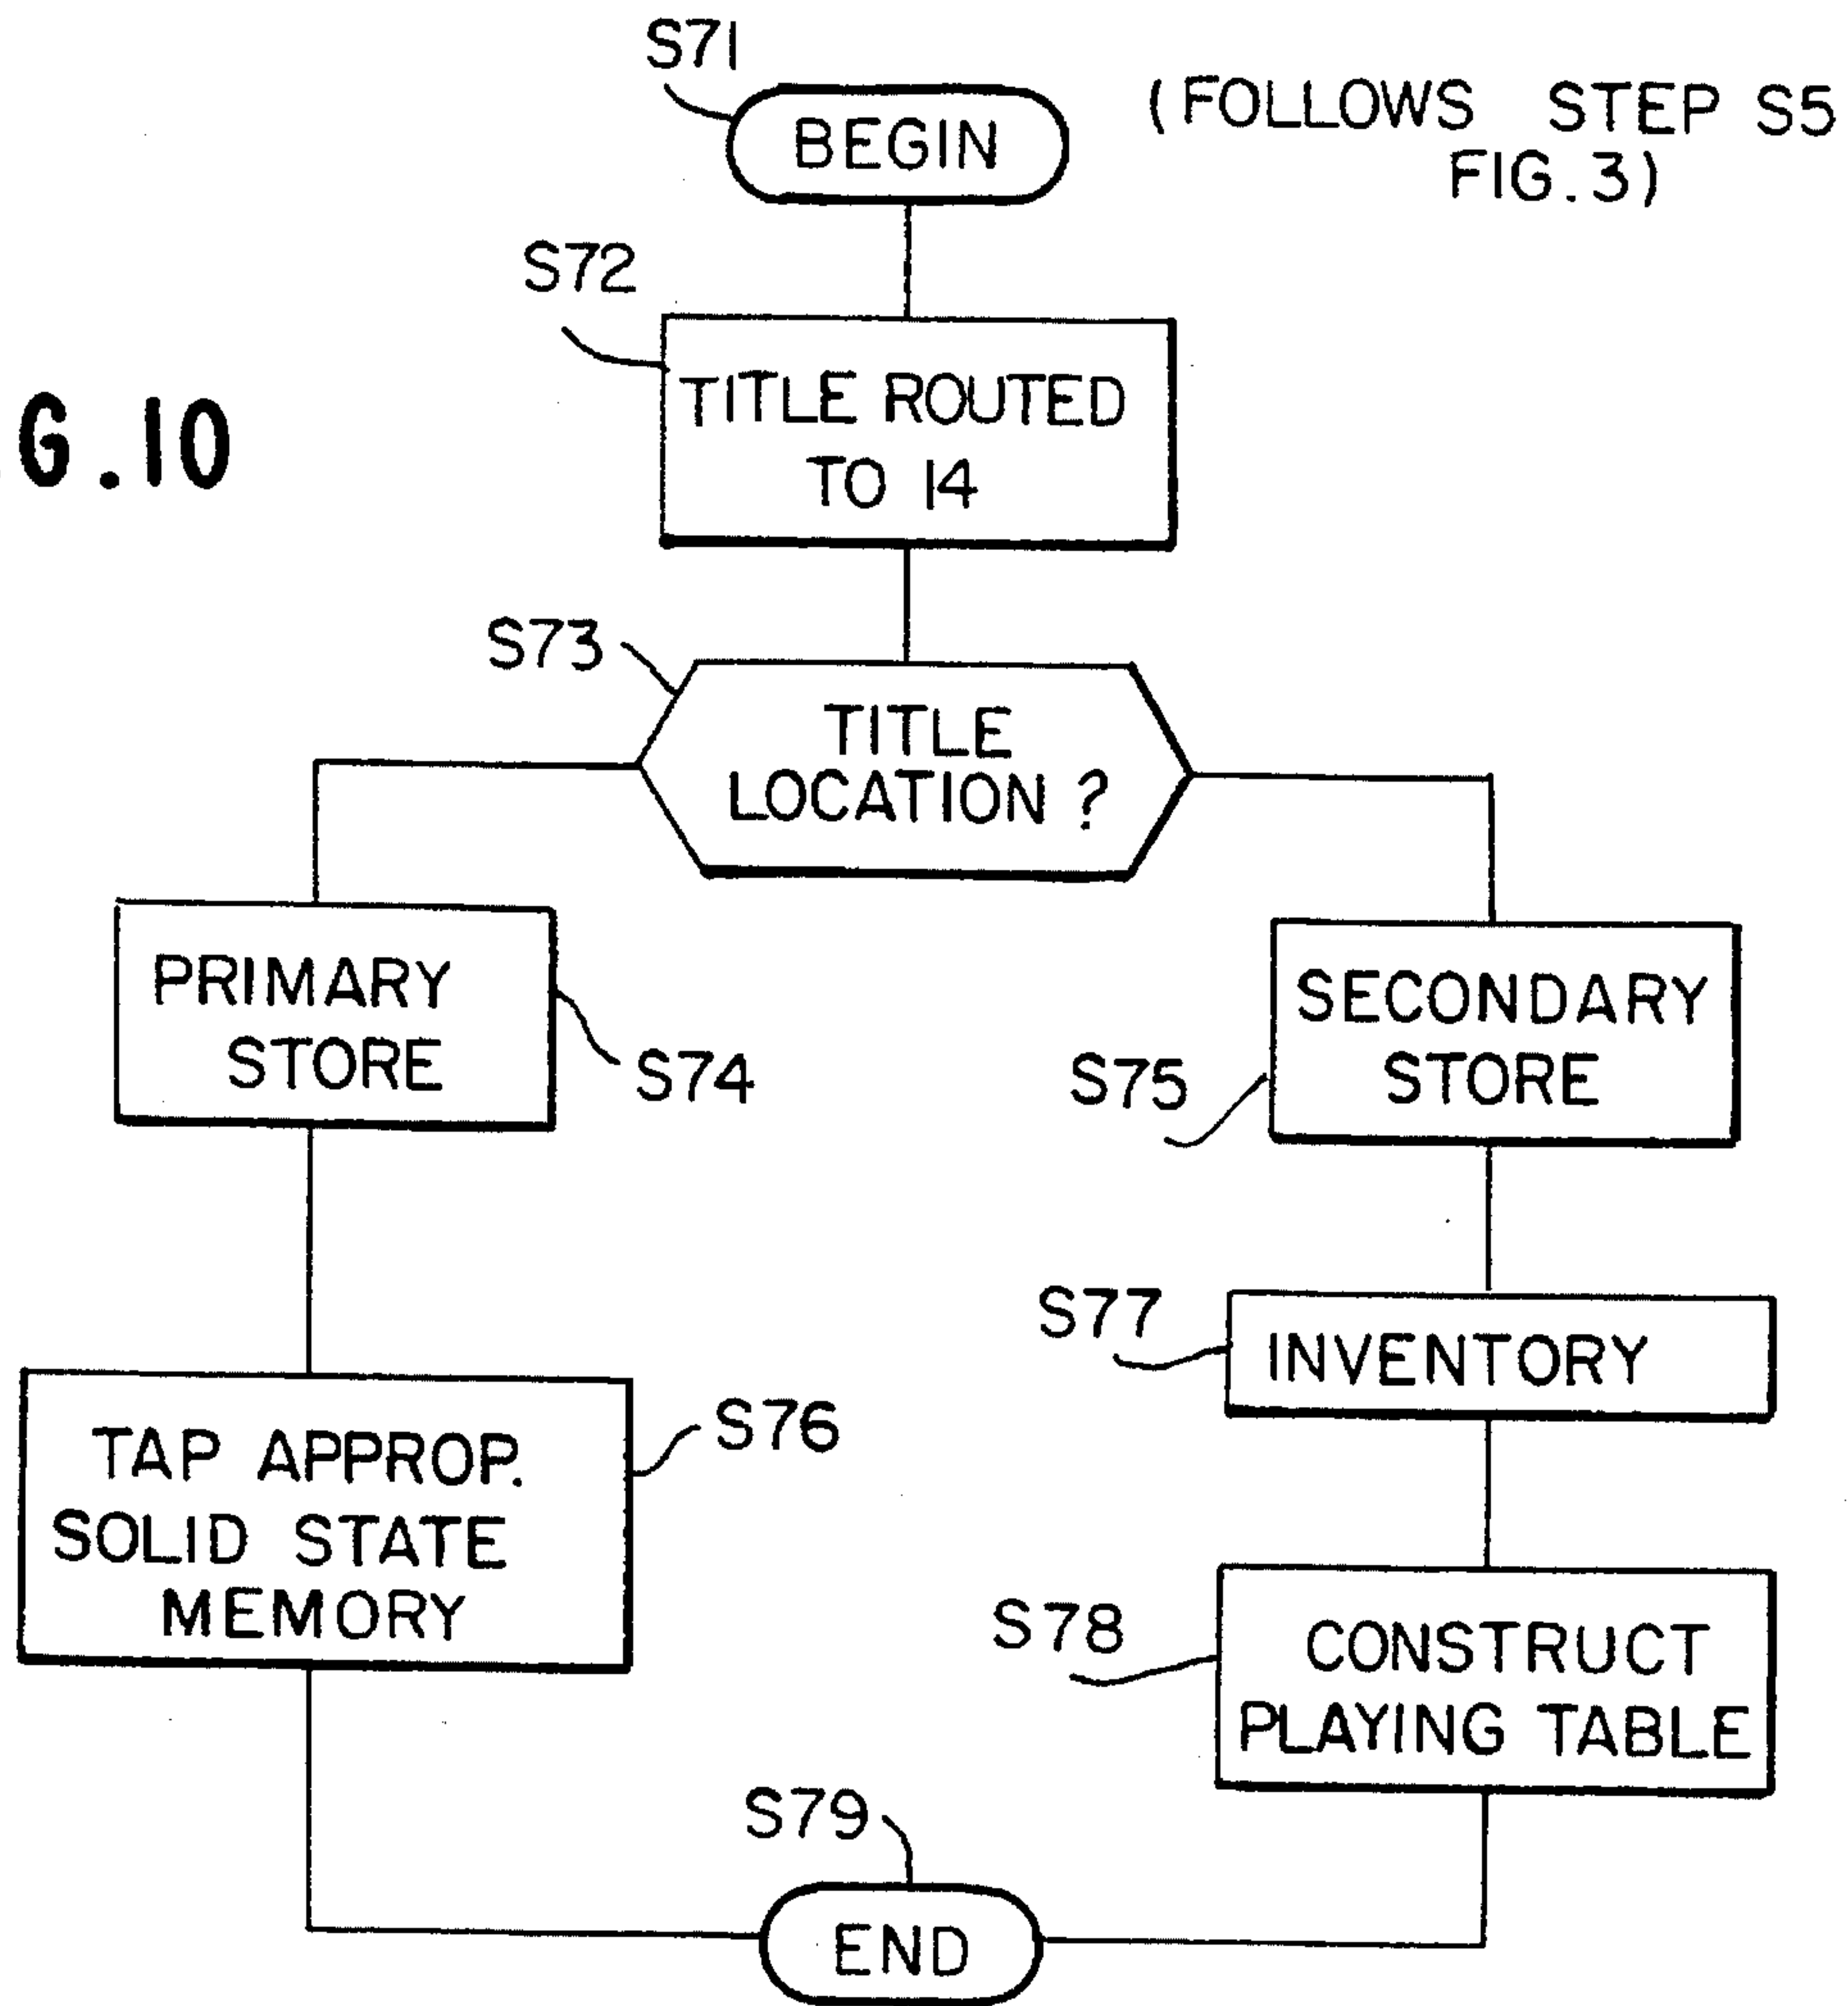 S71
BEGIN
(FOLLOWS STEP S5
FIG. 3)
S72
TITLE ROUTED
TO 14
G.10
S73
TITLE
LOCATION ?
PRIMARY
STORE
S74
SECONDARY
STORE
S75
S77
INVENTORY
TAP APPROP.
SOLID STATE
MEMORY
S76
S78
CONSTRUCT
PLAYING TABLE
S79
END